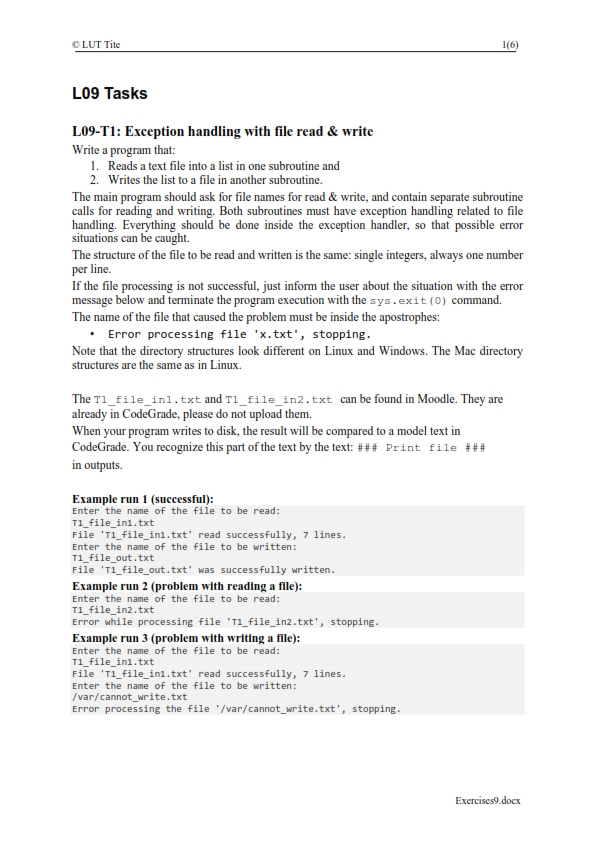 © LUT Tite 1(6)
L09 Tasks
L09-T1: Exception handling with file read & write
Write a program that:
1. Reads a text file into a list in one subroutine and
2. Writes the list to a file in another subroutine.
The main program should ask for file names for read & write, and contain separate subroutine
calls for reading and writing. Both subroutines must have exception handling related to file
handling. Everything should be done inside the exception handler, so that possible error
situations can be caught.
The structure of the file to be read and written is the same: single integers, always one number
per line.
If the file processing is not successful, just inform the user about the situation with the error
message below and terminate the program execution with the sys.exit(0) command.
The name of the file that caused the problem must be inside the apostrophes:
• Error processing file 'x.txt', stopping.
Note that the directory structures look different on Linux and Windows. The Mac directory
structures are the same as in Linux.
The T1_file_in1.txt and T1_file_in2.txt can be found in Moodle. They are
already in CodeGrade, please do not upload them.
When your program writes to disk, the result will be compared to a model text in
CodeGrade. You recognize this part of the text by the text: ### Print file ###
in outputs.
Example run 1 (successful):
Enter the name of the file to be read:
T1_file_in1.txt
File 'T1_file_in1.txt' read successfully, 7 lines.
Enter the name of the file to be written:
T1_file_out.txt
File 'T1_file_out.txt' was successfully written.
Example run 2 (problem with reading a file):
Enter the name of the file to be read:
T1_file_in2.txt
Error while processing file 'T1_file_in2.txt', stopping.
Example run 3 (problem with writing a file):
Enter the name of the file to be read:
T1_file_in1.txt
File 'T1_file_in1.txt' read successfully, 7 lines.
Enter the name of the file to be written:
/var/cannot_write.txt
Error processing the file '/var/cannot_write.txt', stopping.
Exercises9.docx